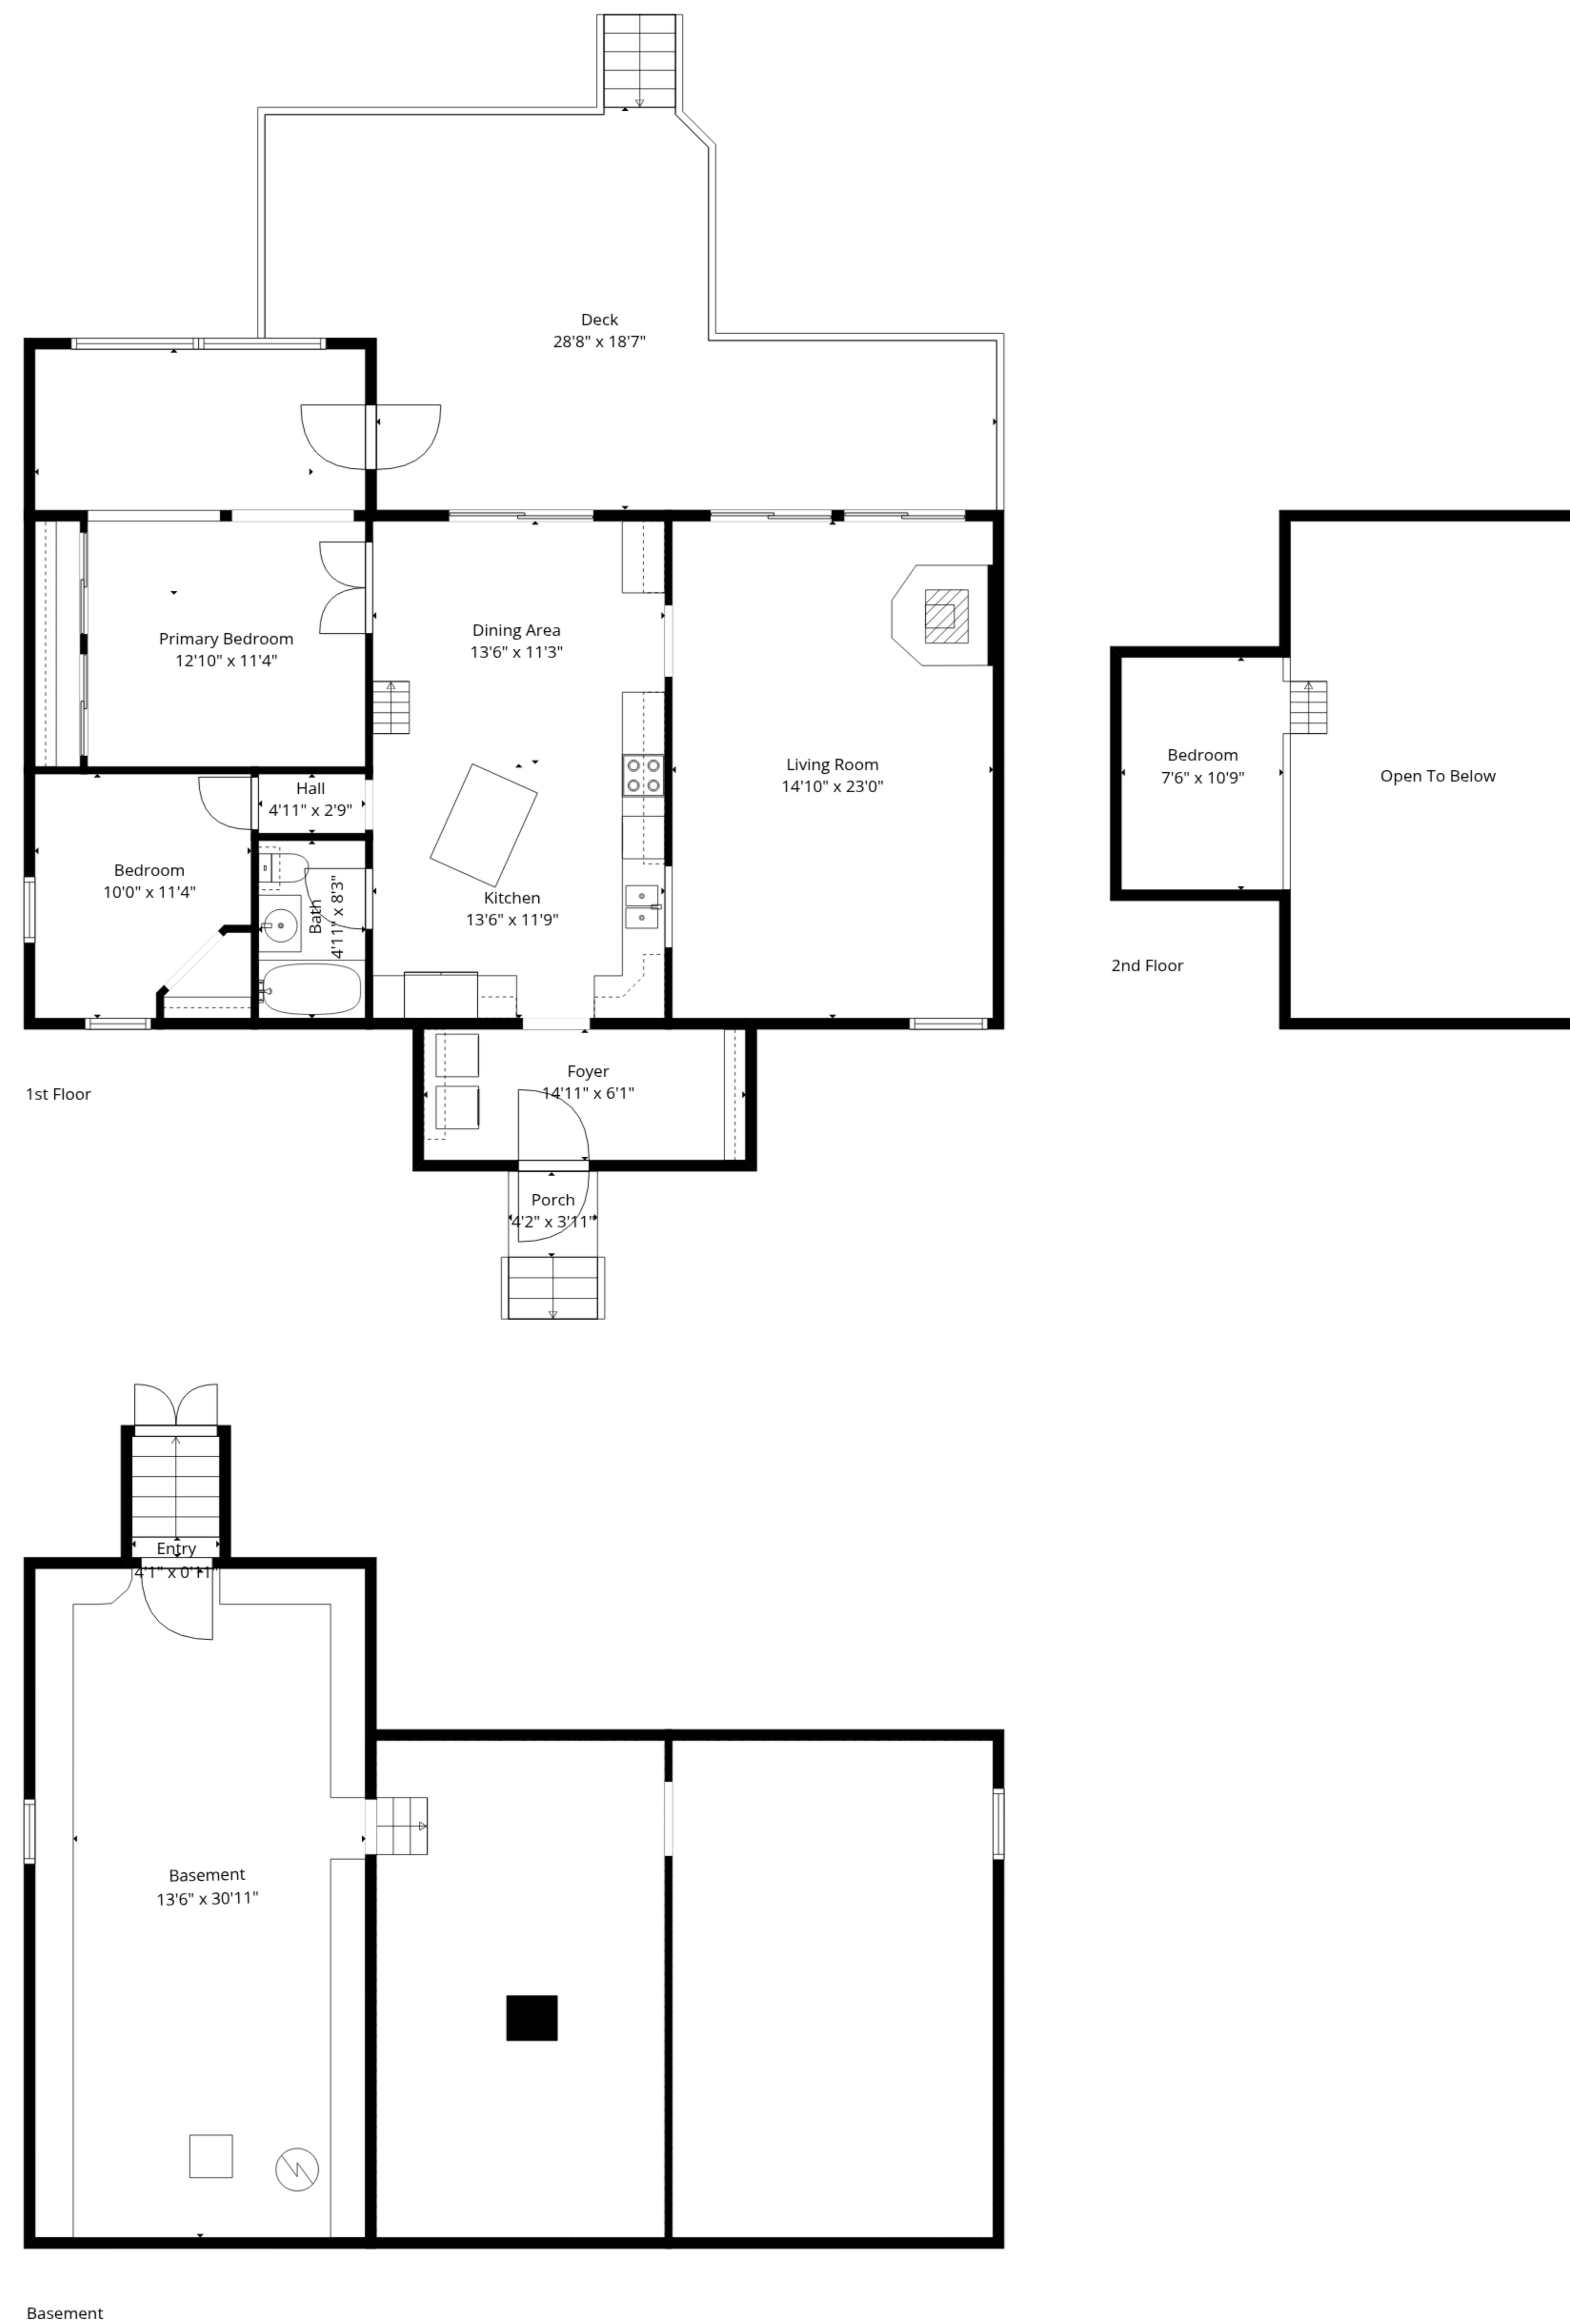 Deck
28'8" x 18'7"
Primary Bedroom
12'10" x 11'4"
Dining Area
13'6" x 11'3"
Living Room
14'10" x 23'0"
Hall
4'11" x 2'9"
Bedroom
10'0" x 11'4"
Bath
4'11" x 8'3"
Kitchen
13'6" x 11'9"
Foyer
14'11" x 6'1"
Porch
4'2" x 3'11"
1st Floor
Bedroom
7'6" x 10'9"
Open To Below
2nd Floor
Entry
4'1" x 0'11"
Basement
13'6" x 30'11"
Basement